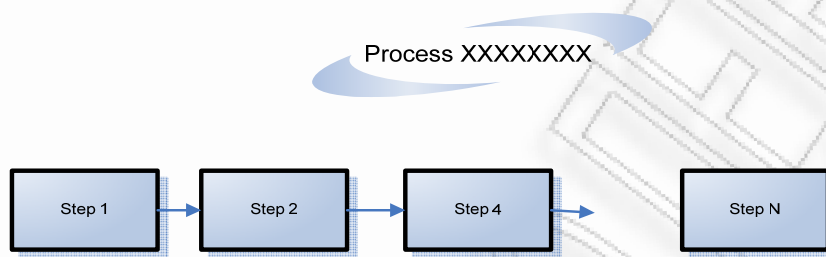 Process XXXXXXXX
Step 1
Step 2
Step 4
Step N